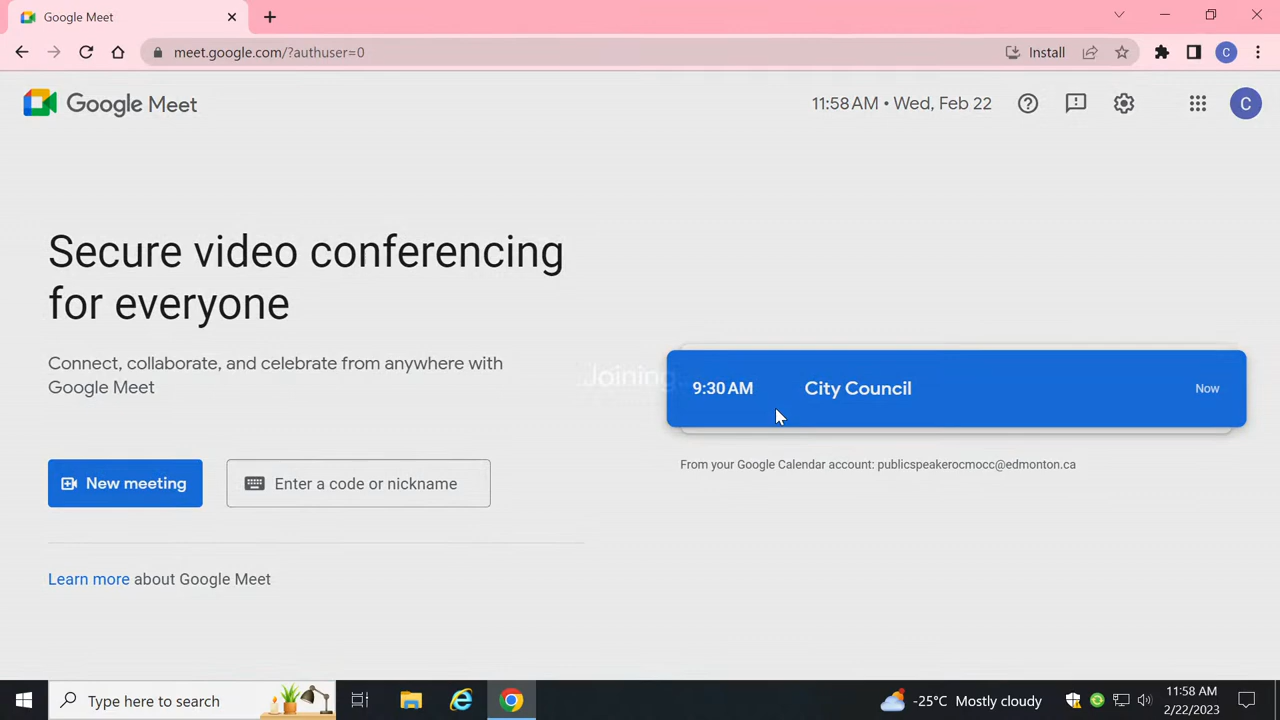 Google Meet
meet.google.com/?authuser=0
Install
C
Google Meet
11:58 AM • Wed, Feb 22
C
Secure video conferencing
for everyone
Connect, collaborate, and celebrate from anywhere with
Google Meet
Joining
9:30 AM City Council Now
From your Google Calendar account: publicspeakerocmocc@edmonton.ca
New meeting
Enter a code or nickname
Learn more about Google Meet
Type here to search
-25°C Mostly cloudy
11:58 AM
2/22/2023